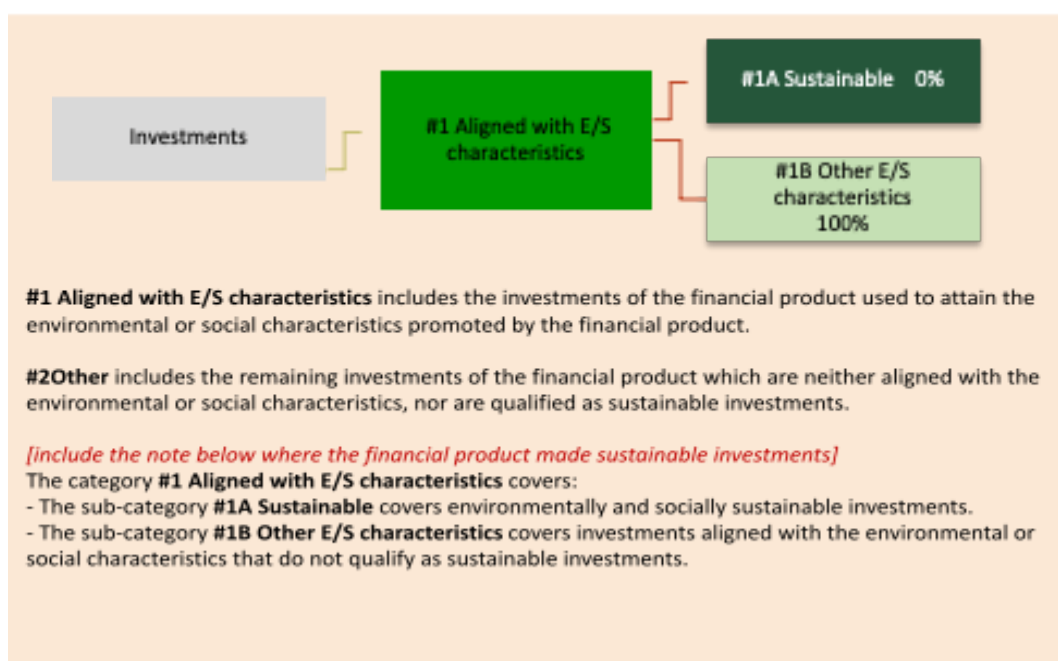 Investments
#1 Aligned with E/S
characteristics
#1A Sustainable 0%
#1B Other E/S
characteristics
100%
#1 Aligned with E/S characteristics includes the investments of the financial product used to attain the
environmental or social characteristics promoted by the financial product.
#2Other includes the remaining investments of the financial product which are neither aligned with the
environmental or social characteristics, nor are qualified as sustainable investments.
[include the note below where the financial product made sustainable investments]
The category #1 Aligned with E/S characteristics covers:
- The sub-category #1A Sustainable covers environmentally and socially sustainable investments.
- The sub-category #1B Other E/S characteristics covers investments aligned with the environmental or
social characteristics that do not qualify as sustainable investments.